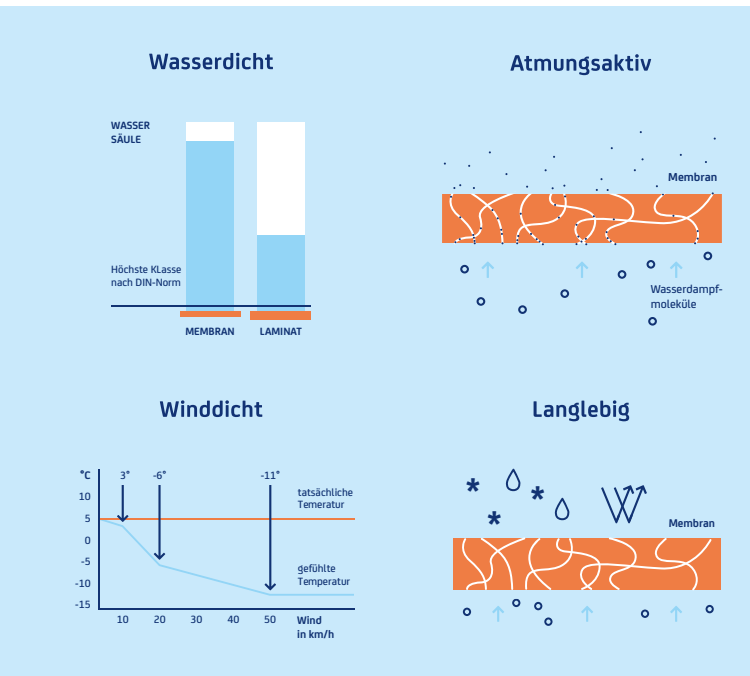 Wasserdicht
WASSER
SÄULE
Höchste KLasse
nach DIN-Norm
MEMBRAN
LAMINAT
Atmungsaktiv
Membran
Wasserdampf-
moleküle
Winddicht
°C
3°
-6°
-11°
10
5
0
-5
-10
-15
tatsächliche
Temeratur
gefühlte
Temperatur
10
20
30
40
50
Wind
in km/h
Langlebig
Membran